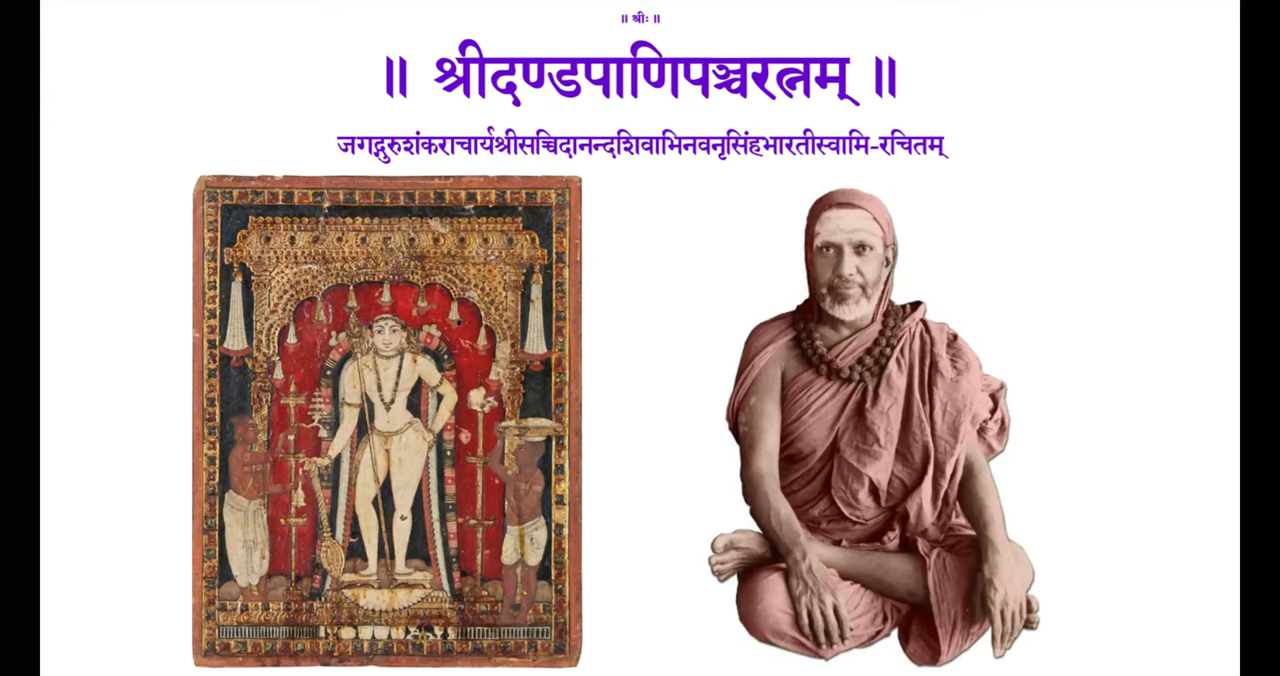 ॥ श्रीः ॥
॥ श्रीदण्डपाणिपञ्चरत्नम् ॥
जगद्गुरुशंकराचार्यश्रीसच्चिदानन्दशिवाभिनवनृसिंहभारतीस्वामि-रचितम्